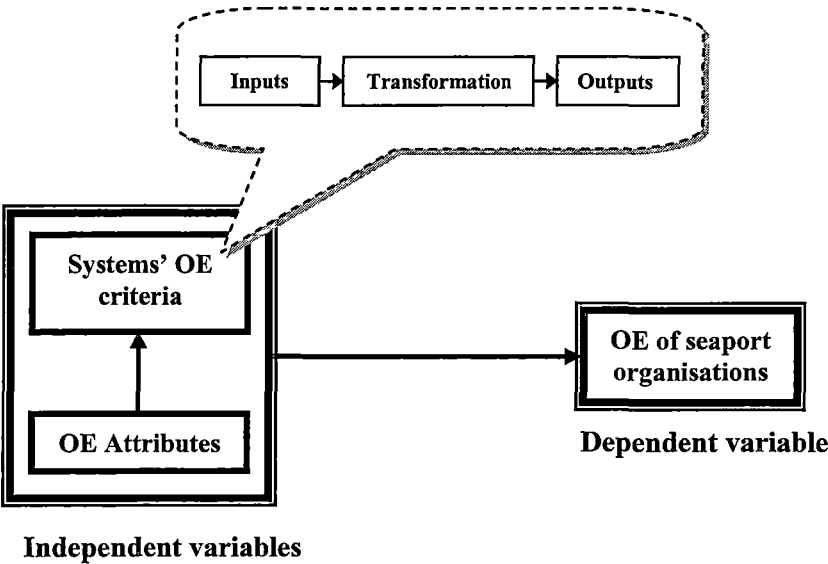 Inputs
Transformation
Outputs
Systems' OE
criteria
OE Attributes
Independent variables
OE of seaport
organisations
Dependent variable